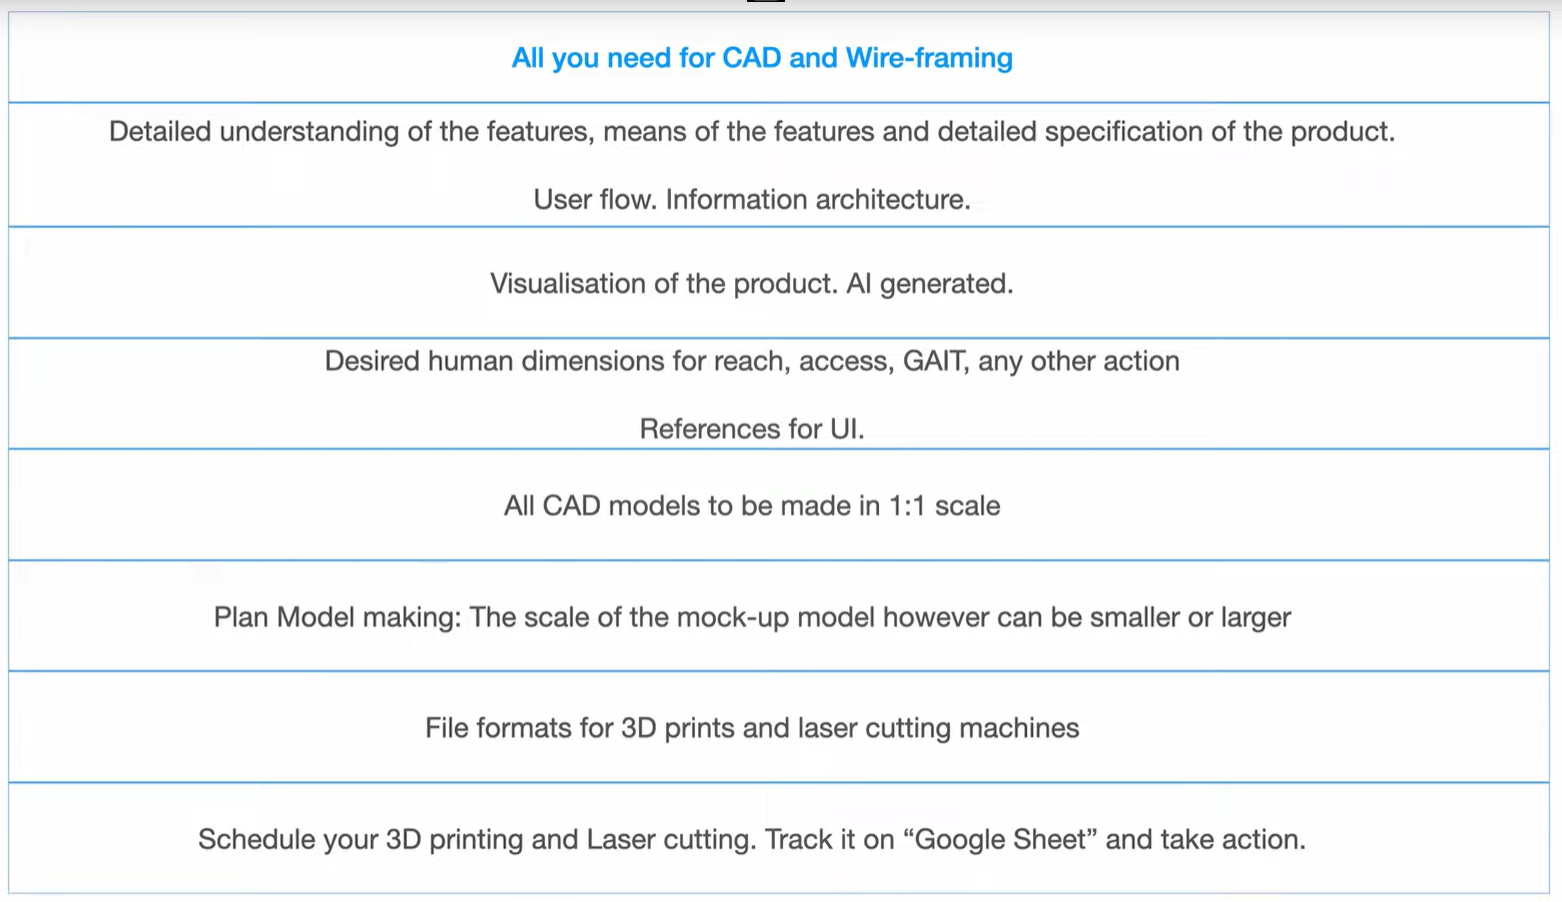 All you need for CAD and Wire-framing
Detailed understanding of the features, means of the features and detailed specification of the product.
User flow. Information architecture.
Visualisation of the product. AI generated.
Desired human dimensions for reach, access, GAIT, any other action
References for UI.
All CAD models to be made in 1:1 scale
Plan Model making: The scale of the mock-up model however can be smaller or larger
File formats for 3D prints and laser cutting machines
Schedule your 3D printing and Laser cutting. Track it on “Google Sheet” and take action.